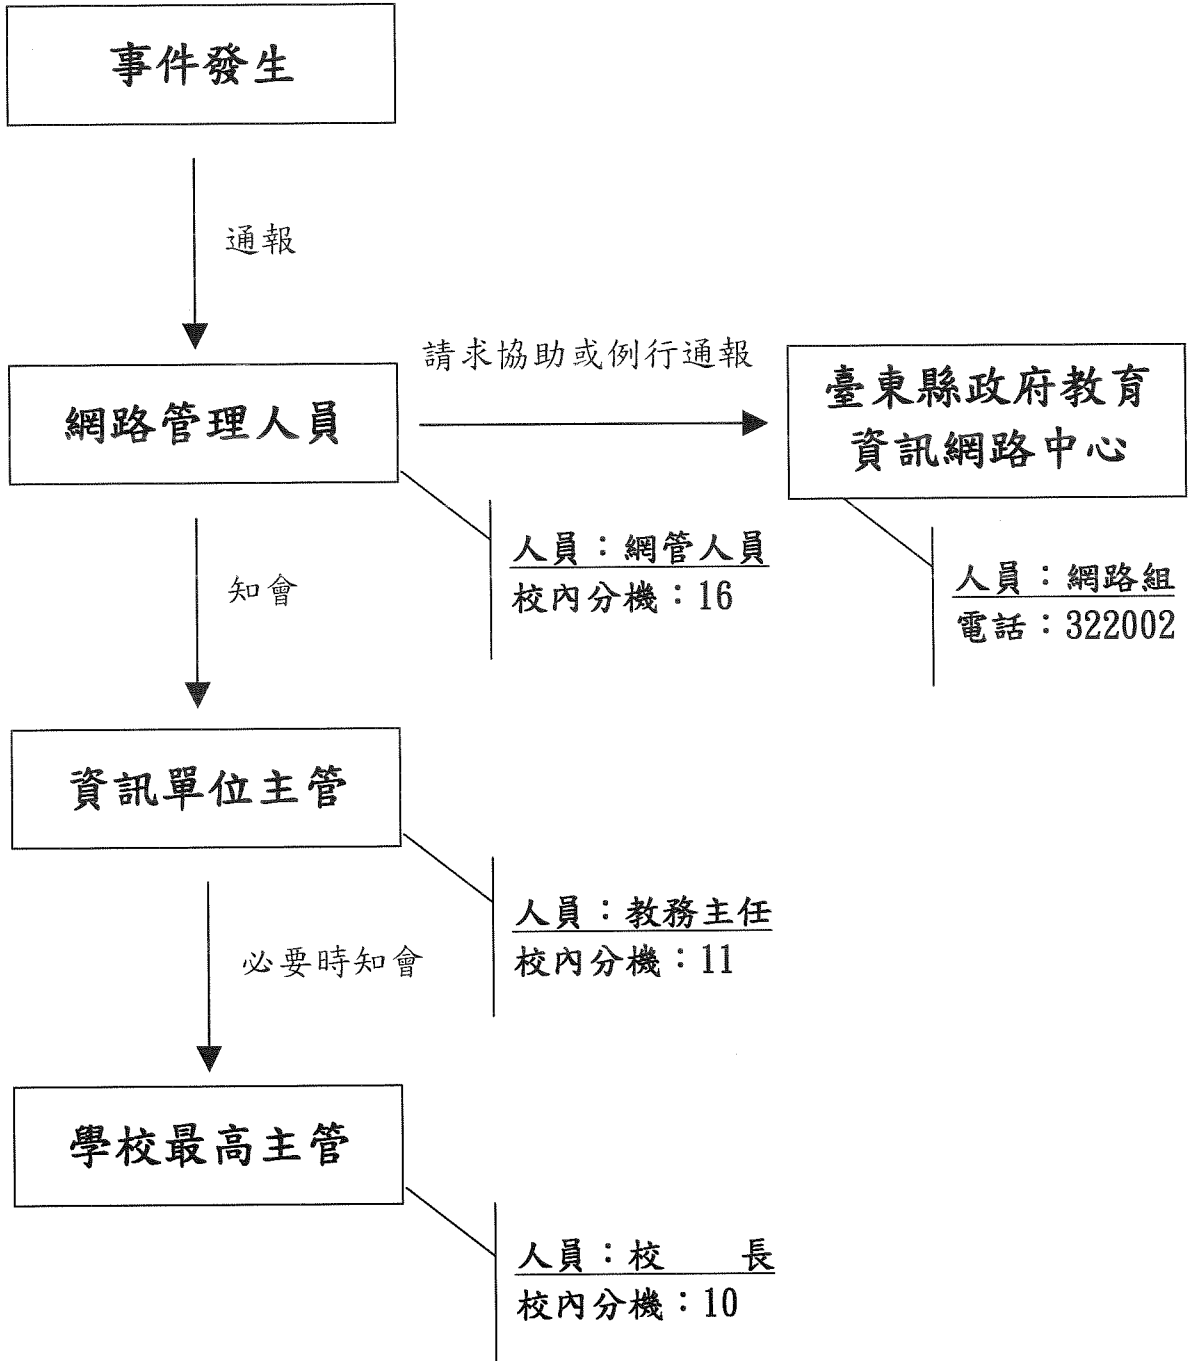 事件發生
通報
網路管理人員
請求協助或例行通報
臺東縣政府教育
資訊網路中心
人員：網管人員
校內分機：16
人員：網路組
電話：322002
知會
資訊單位主管
人員：教務主任
校內分機：11
必要時知會
學校最高主管
人員：校　　長
校內分機：10